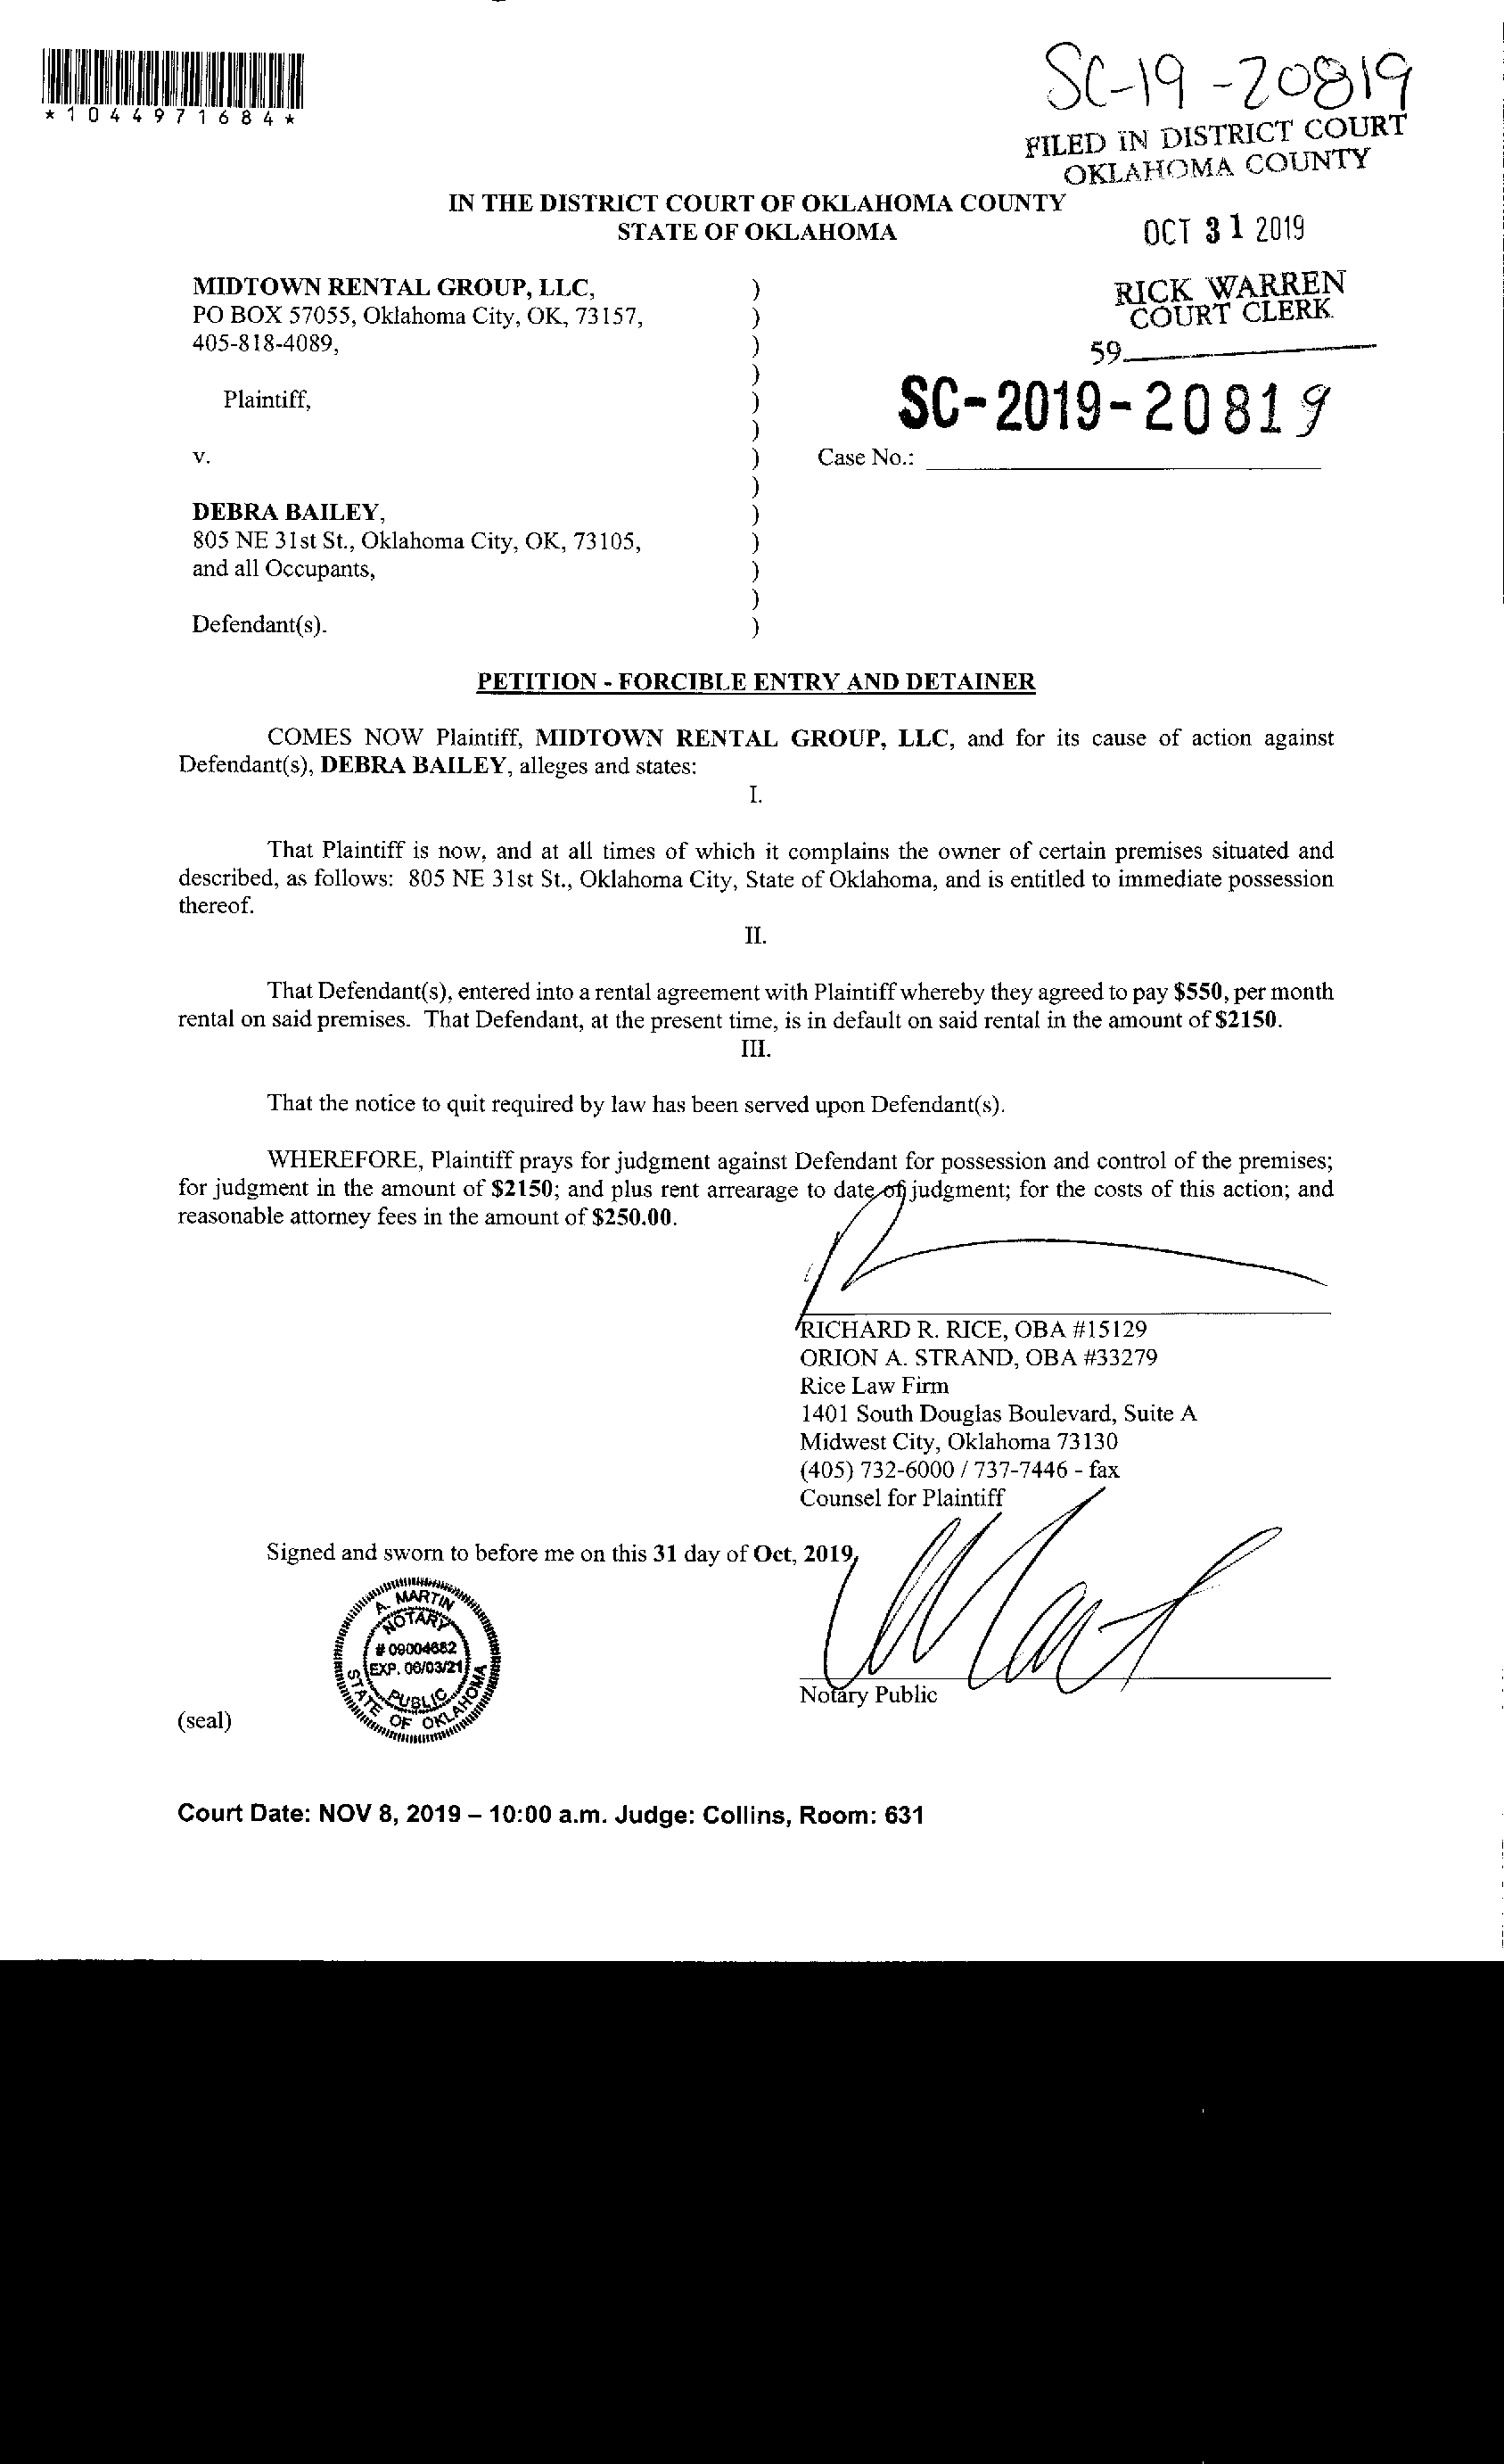 SC-19-20819
*1044971684*
FILED IN DISTRICT COURT
OKLAHOMA COUNTY
IN THE DISTRICT COURT OF OKLAHOMA COUNTY
STATE OF OKLAHOMA
OCT 31 2019
MIDTOWN RENTAL GROUP, LLC, )
PO BOX 57055, Oklahoma City, OK, 73157, )
405-818-4089, )
)
Plaintiff, )
)
v. )
)
DEBRA BAILEY, )
805 NE 31st St., Oklahoma City, OK, 73105, )
and all Occupants, )
)
Defendant(s). )
RICK WARREN
COURT CLERK
59
SC-2019-20819
Case No.:
PETITION - FORCIBLE ENTRY AND DETAINER
COMES NOW Plaintiff, MIDTOWN RENTAL GROUP, LLC, and for its cause of action against
Defendant(s), DEBRA BAILEY, alleges and states:
I.
That Plaintiff is now, and at all times of which it complains the owner of certain premises situated and
described, as follows: 805 NE 31st St., Oklahoma City, State of Oklahoma, and is entitled to immediate possession
thereof.
II.
That Defendant(s), entered into a rental agreement with Plaintiff whereby they agreed to pay $550, per month
rental on said premises. That Defendant, at the present time, is in default on said rental in the amount of $2150.
III.
That the notice to quit required by law has been served upon Defendant(s).
WHEREFORE, Plaintiff prays for judgment against Defendant for possession and control of the premises;
for judgment in the amount of $2150; and plus rent arrearage to date of judgment; for the costs of this action; and
reasonable attorney fees in the amount of $250.00.
RICHARD R. RICE, OBA #15129
ORION A. STRAND, OBA #33279
Rice Law Firm
1401 South Douglas Boulevard, Suite A
Midwest City, Oklahoma 73130
(405) 732-6000 / 737-7446 - fax
Counsel for Plaintiff
Signed and sworn to before me on this 31 day of Oct, 2019,
A. MARTIN
NOTARY
# 09004682
EXP. 06/03/21
PUBLIC
STATE OF OKLAHOMA
Notary Public
(seal)
Court Date: NOV 8, 2019 – 10:00 a.m. Judge: Collins, Room: 631